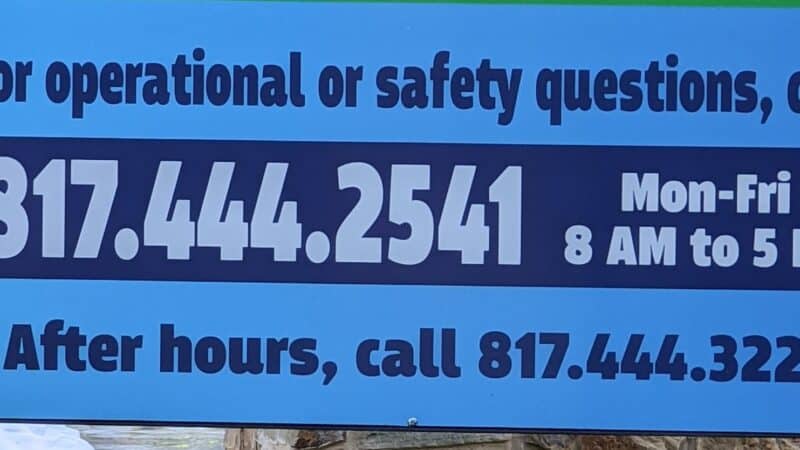 or operational or safety questions, c
817.444.2541
Mon-Fri
8 AM to 5
After hours, call 817.444.322